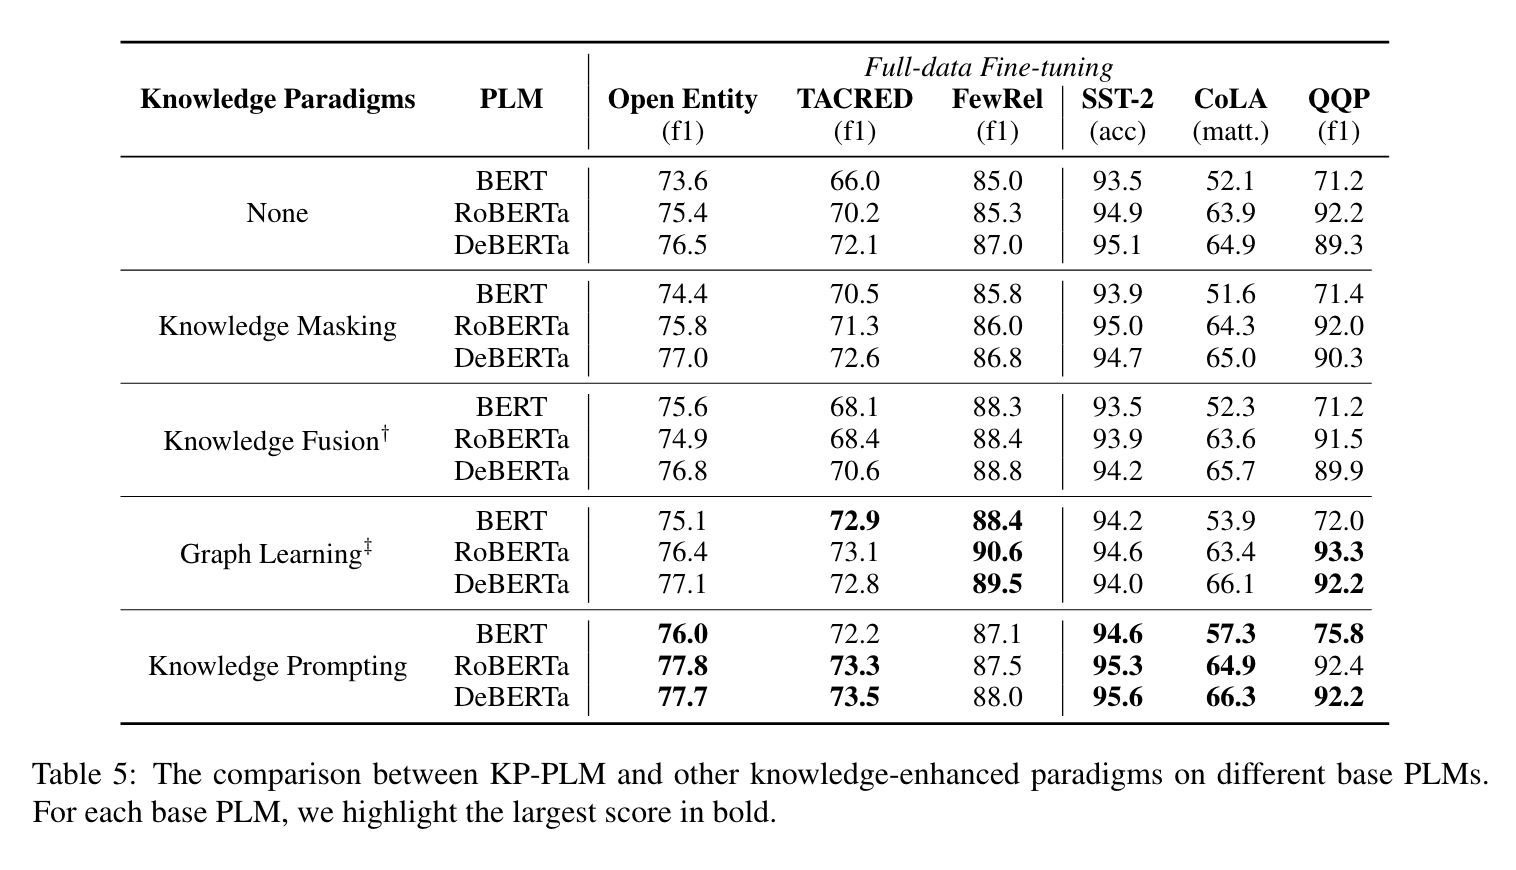 Full-data Fine-tuning
Knowledge Paradigms PLM Open Entity TACRED FewRel SST-2 CoLA QQP
(f1) (f1) (f1) (acc) (matt.) (f1)
BERT 73.6 66.0 85.0 93.5 52.1 71.2
None RoBERTa 75.4 70.2 85.3 94.9 63.9 92.2
DeBERTa 76.5 72.1 87.0 95.1 64.9 89.3
BERT 74.4 70.5 85.8 93.9 51.6 71.4
Knowledge Masking RoBERTa 75.8 71.3 86.0 95.0 64.3 92.0
DeBERTa 77.0 72.6 86.8 94.7 65.0 90.3
BERT 75.6 68.1 88.3 93.5 52.3 71.2
Knowledge Fusion† RoBERTa 74.9 68.4 88.4 93.9 63.6 91.5
DeBERTa 76.8 70.6 88.8 94.2 65.7 89.9
BERT 75.1 72.9 88.4 94.2 53.9 72.0
Graph Learning‡ RoBERTa 76.4 73.1 90.6 94.6 63.4 93.3
DeBERTa 77.1 72.8 89.5 94.0 66.1 92.2
BERT 76.0 72.2 87.1 94.6 57.3 75.8
Knowledge Prompting RoBERTa 77.8 73.3 87.5 95.3 64.9 92.4
DeBERTa 77.7 73.5 88.0 95.6 66.3 92.2
Table 5: The comparison between KP-PLM and other knowledge-enhanced paradigms on different base PLMs.
For each base PLM, we highlight the largest score in bold.